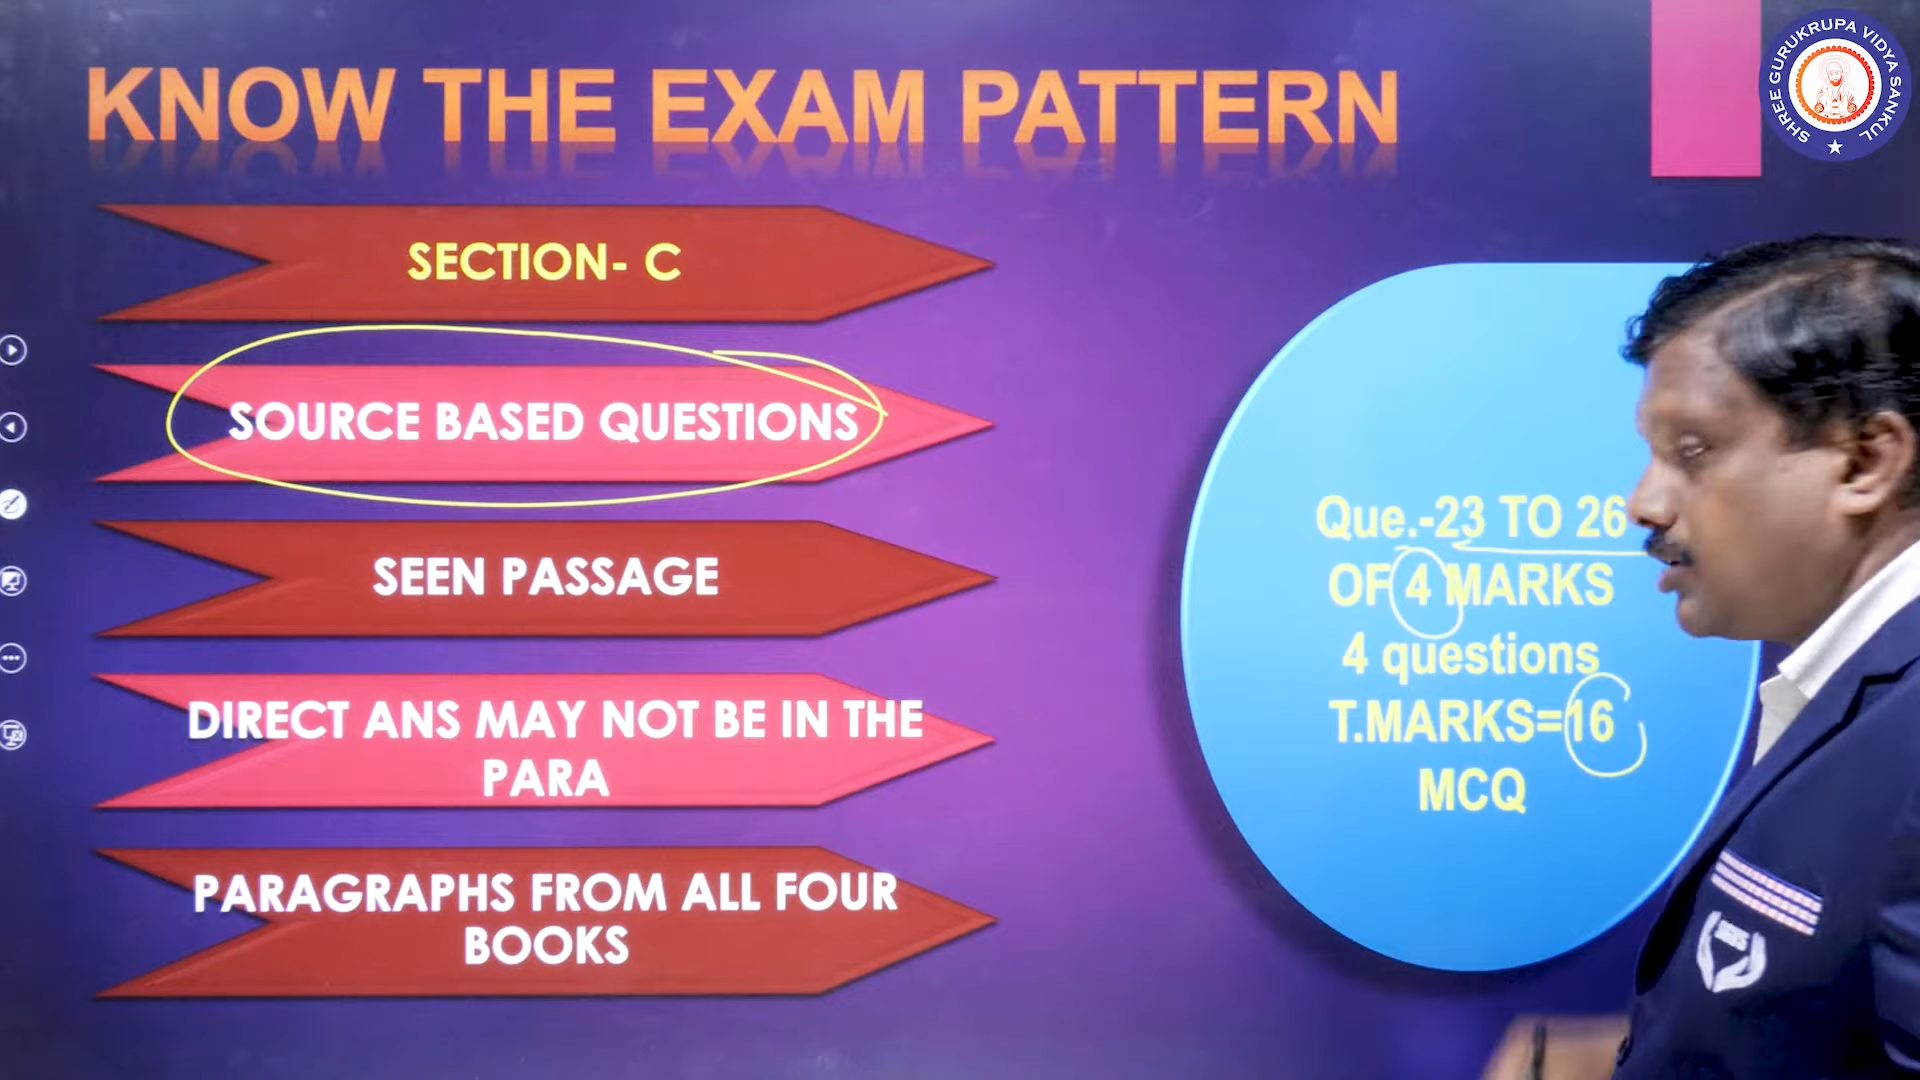 KNOW THE EXAM PATTERN
SHREE GURUKRUPA VIDYA SANKUL
SECTION- C
SOURCE BASED QUESTIONS
SEEN PASSAGE
DIRECT ANS MAY NOT BE IN THE
PARA
PARAGRAPHS FROM ALL FOUR
BOOKS
Que.-23 TO 26
OF 4 MARKS
4 questions
T.MARKS=16
MCQ